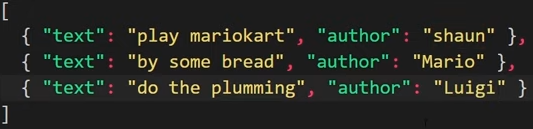 [
{ "text": "play mariokart", "author": "shaun" },
{ "text": "by some bread", "author": "Mario" },
{ "text": "do the plumming", "author": "Luigi" }
]